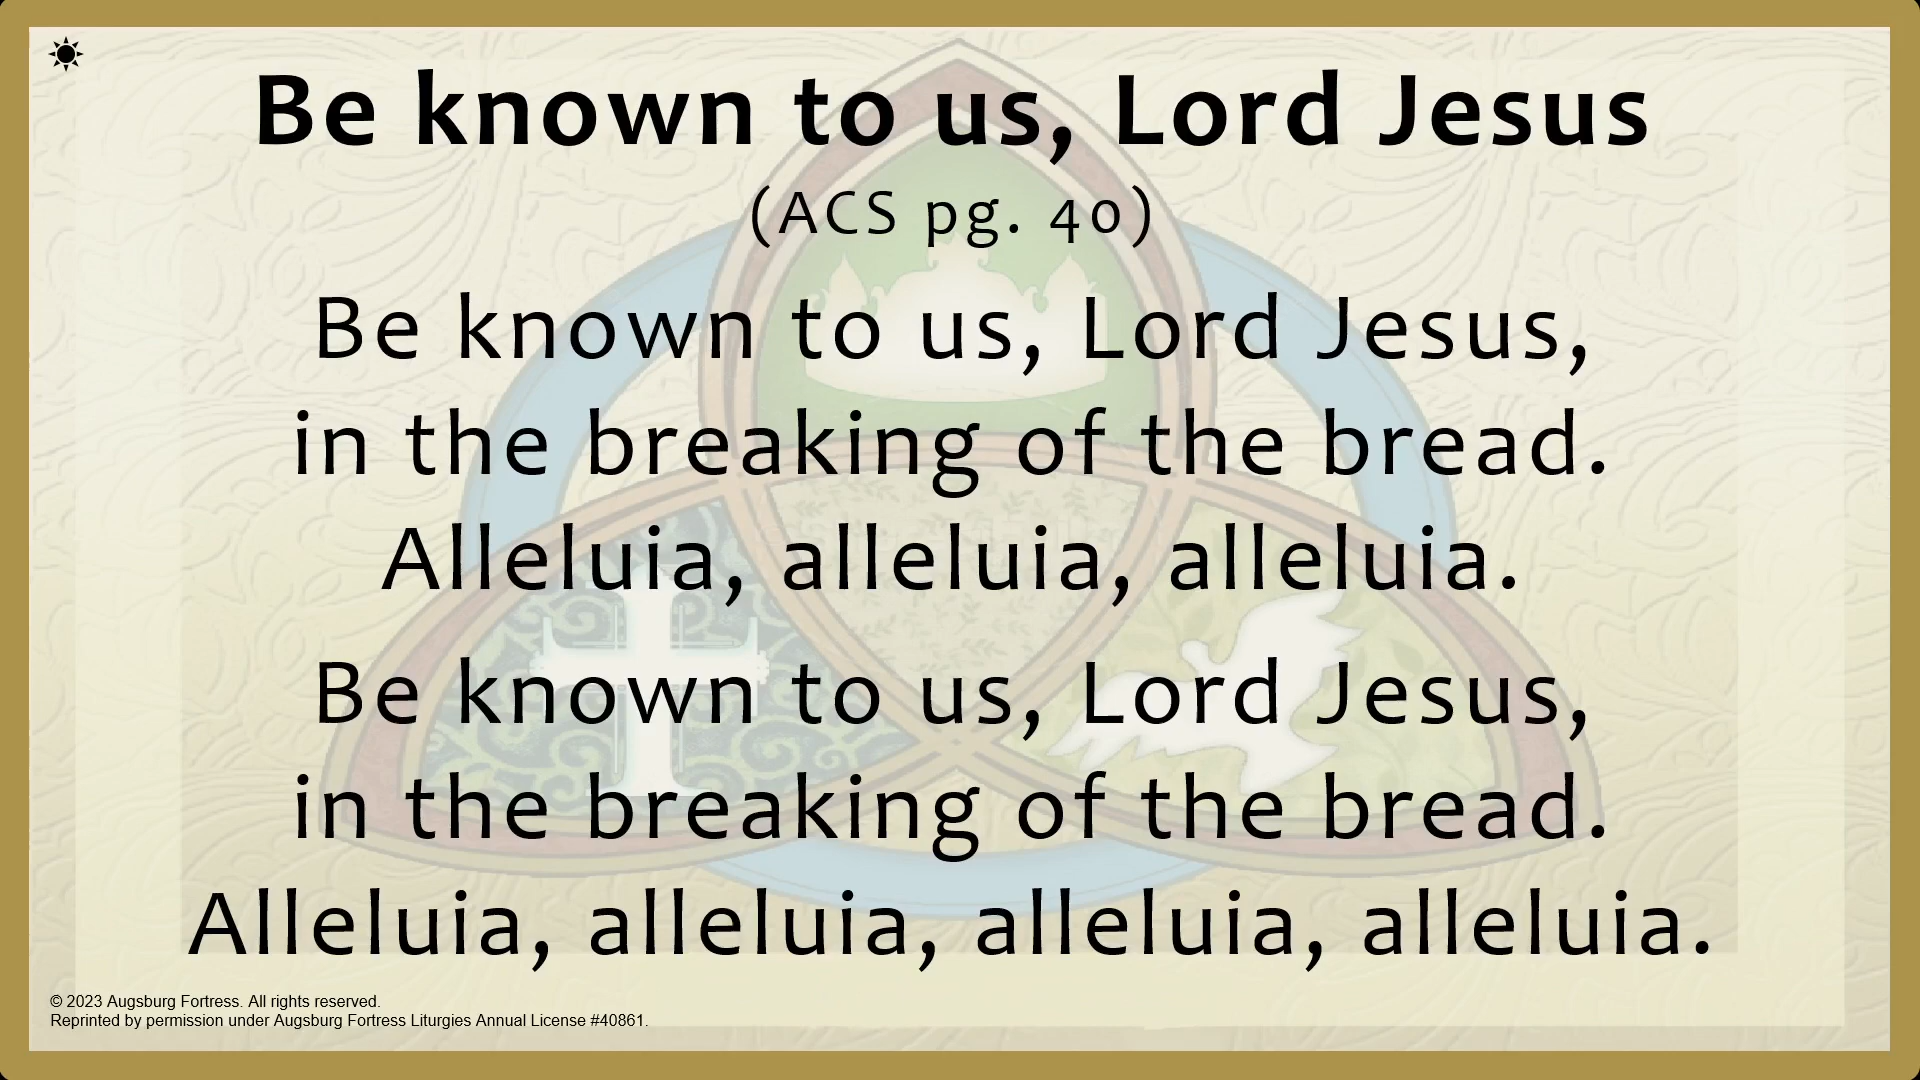 Be known to us, Lord Jesus
(ACS pg. 40)
Be known to us, Lord Jesus,
in the breaking of the bread.
Alleluia, alleluia, alleluia.
Be known to us, Lord Jesus,
in the breaking of the bread.
Alleluia, alleluia, alleluia, alleluia.
© 2023 Augsburg Fortress. All rights reserved.
Reprinted by permission under Augsburg Fortress Liturgies Annual License #40861.